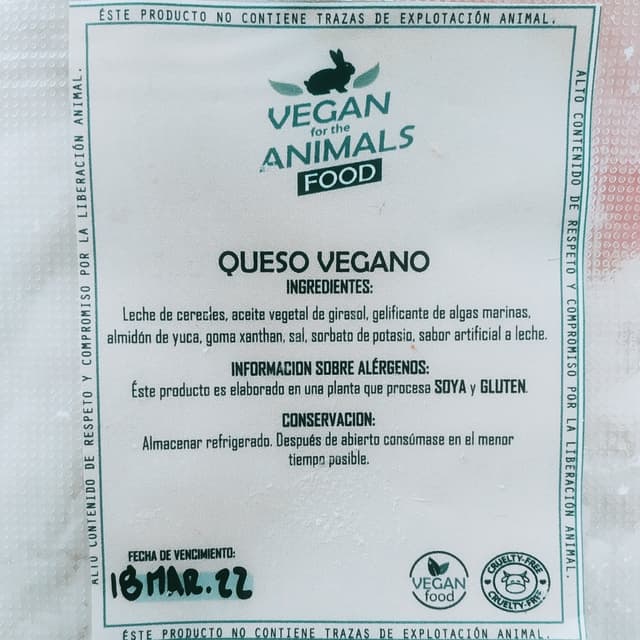 ÉSTE PRODUCTO NO CONTIENE TRAZAS DE EXPLOTACIÓN ANIMAL.
ALTO CONTENIDO DE RESPETO Y COMPROMISO POR LA LIBERACIÓN ANIMAL.
ALTO CONTENIDO DE RESPETO Y COMPROMISO POR LA LIBERACIÓN ANIMAL.
VEGAN
for the
ANIMALS
FOOD
QUESO VEGANO
INGREDIENTES:
Leche de cereales, aceite vegetal de girasol, gelificante de algas marinas,
almidón de yuca, goma xanthan, sal, sorbato de potasio, sabor artificial a leche.
INFORMACION SOBRE ALÉRGENOS:
Éste producto es elaborado en una planta que procesa SOYA y GLUTEN.
CONSERVACION:
Almacenar refrigerado. Después de abierto consúmase en el menor
tiempo posible.
FECHA DE VENCIMIENTO:
18 MAR. 22
VEGAN
food
CRUELTY-FREE
CRUELTY-FREE
ÉSTE PRODUCTO NO CONTIENE TRAZAS DE EXPLOTACIÓN ANIMAL.